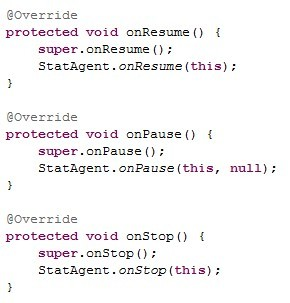 @Override
protected void onResume() {
    super.onResume();
    StatAgent.onResume(this);
}

@Override
protected void onPause() {
    super.onPause();
    StatAgent.onPause(this, null);
}

@Override
protected void onStop() {
    super.onStop();
    StatAgent.onStop(this);
}